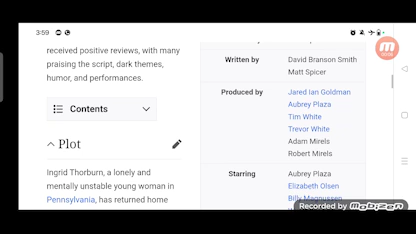 3:59
received positive reviews, with many
praising the script, dark themes,
humor, and performances.
Contents
Plot
Ingrid Thorburn, a lonely and
mentally unstable young woman in
Pennsylvania, has returned home
Written by David Branson Smith
Matt Spicer
Produced by Jared Ian Goldman
Aubrey Plaza
Tim White
Trevor White
Adam Mirels
Robert Mirels
Starring Aubrey Plaza
Elizabeth Olsen
Billy Magnussen
Recorded by Mobizen